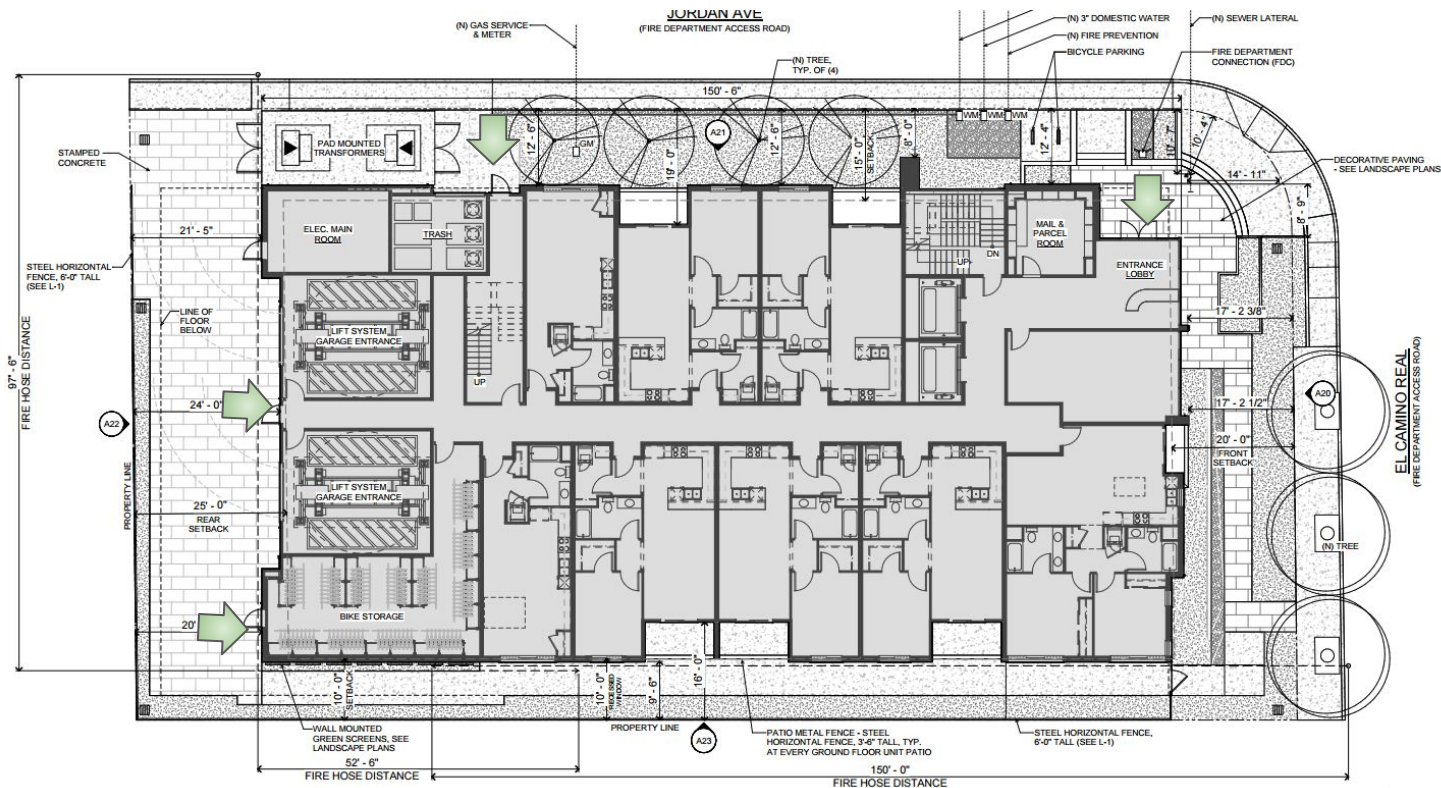 JORDAN AVE
(FIRE DEPARTMENT ACCESS ROAD)
(N) GAS SERVICE
& METER
(N) TREE,
TYP. OF (4)
(N) 3" DOMESTIC WATER
(N) FIRE PREVENTION
BICYCLE PARKING
(N) SEWER LATERAL
FIRE DEPARTMENT
CONNECTION (FDC)
150' - 6"
STAMPED
CONCRETE
PAD MOUNTED
TRANSFORMERS
12' - 6"
GM
19' - 0"
A21
12' - 6"
15' - 0"
SETBACK
8' - 0"
WM
WM
WM
12' - 4"
10' - 7"
10' - 4"
14' - 11"
8' - 9"
DECORATIVE PAVING
- SEE LANDSCAPE PLANS
21' - 5"
ELEC. MAIN
ROOM
TRASH
UP
DN
MAIL &
PARCEL
ROOM
ENTRANCE
LOBBY
STEEL HORIZONTAL
FENCE, 6'-0" TALL
(SEE L-1)
LINE OF
FLOOR
BELOW
LIFT SYSTEM
GARAGE ENTRANCE
UP
17' - 2 3/8"
97' - 6"
FIRE HOSE DISTANCE
24' - 0"
A22
17' - 2 1/2"
A20
EL CAMINO REAL
(FIRE DEPARTMENT ACCESS ROAD)
20' - 0"
FRONT
SETBACK
PROPERTY LINE
LIFT SYSTEM
GARAGE ENTRANCE
25' - 0"
REAR
SETBACK
(N) TREE
BIKE STORAGE
20'
10' - 0"
SETBACK
10' - 0"
RECESSED
WINDOW
9' - 6"
16' - 0"
PROPERTY LINE
A23
WALL MOUNTED
GREEN SCREENS, SEE
LANDSCAPE PLANS
PATIO METAL FENCE - STEEL
HORIZONTAL FENCE, 3'-6" TALL, TYP.
AT EVERY GROUND FLOOR UNIT PATIO
STEEL HORIZONTAL FENCE,
6'-0" TALL (SEE L-1)
52' - 6"
FIRE HOSE DISTANCE
150' - 0"
FIRE HOSE DISTANCE